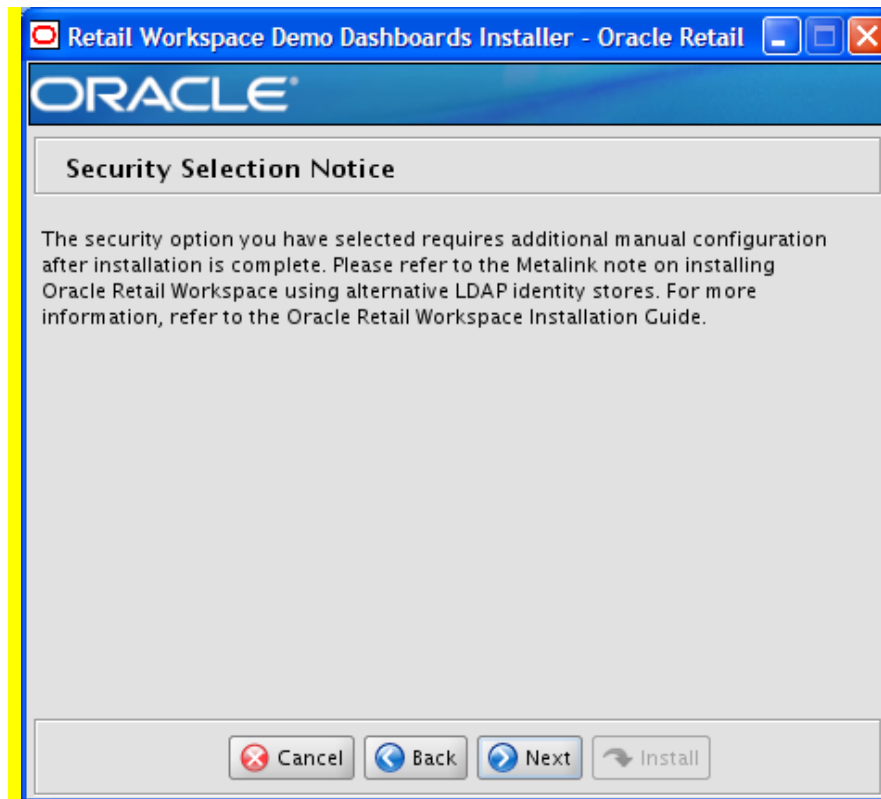 Retail Workspace Demo Dashboards Installer - Oracle Retail
ORACLE®
Security Selection Notice
The security option you have selected requires additional manual configuration
after installation is complete. Please refer to the Metalink note on installing
Oracle Retail Workspace using alternative LDAP identity stores. For more
information, refer to the Oracle Retail Workspace Installation Guide.
Cancel Back Next Install